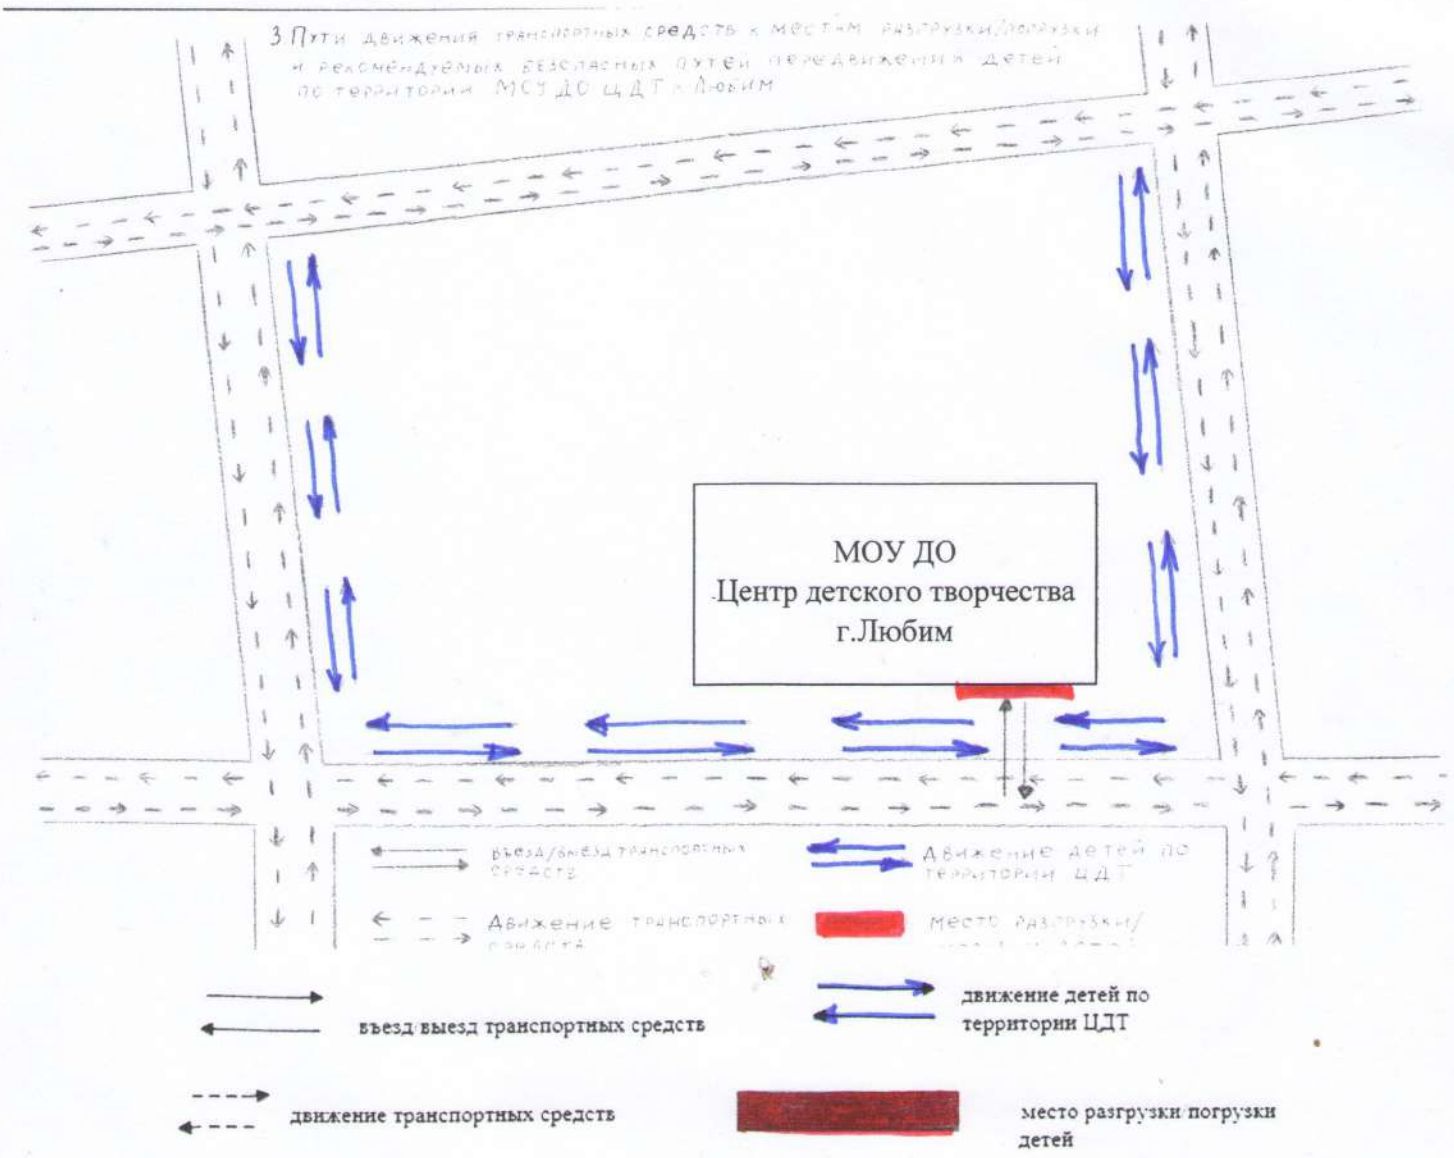 3. Пути движения транспортных средств к местам разгрузки/погрузки
и рекомендуемых безопасных путей передвижения детей
по территории МОУ ДО ЦДТ г. Любим
МОУ ДО
Центр детского творчества
г.Любим
въезд/выезд транспортных
средств
Движение детей по
территории ЦДТ
Движение транспортных
место разгрузки/
въезд/выезд транспортных средств
движение детей по
территории ЦДТ
движение транспортных средств
место разгрузки погрузки
детей